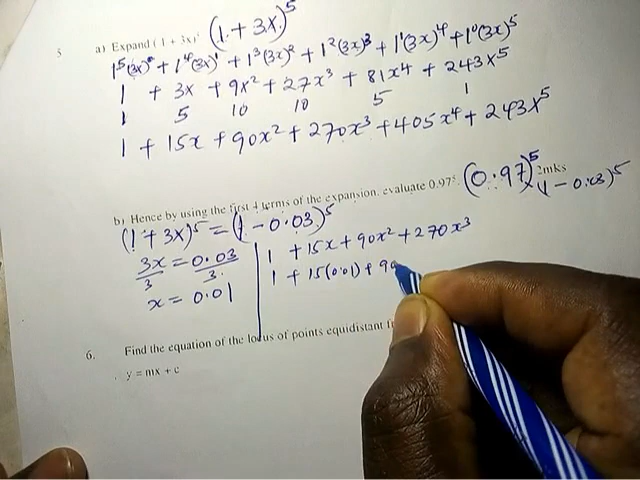 5 a) Expand (1 + 3x)⁵ (1 + 3x)⁵
1⁵(3x)⁰ + 1⁴(3x)¹ + 1³(3x)² + 1²(3x)³ + 1¹(3x)⁴ + 1⁰(3x)⁵
1 + 3x + 9x² + 27x³ + 81x⁴ + 243x⁵
1 5 10 10 5 1
1 + 15x + 90x² + 270x³ + 405x⁴ + 243x⁵
b) Hence by using the first 4 terms of the expansion, evaluate 0.97⁵. (0.97)⁵ 2mks
(1 - 0.03)⁵
(1 + 3x)⁵ = (1 - 0.03)⁵
3x = 0.03
3 3
x = 0.01
1 + 15x + 90x² + 270x³
1 + 15(0.01) + 90
6. Find the equation of the locus of points equidistant
y = mx + c